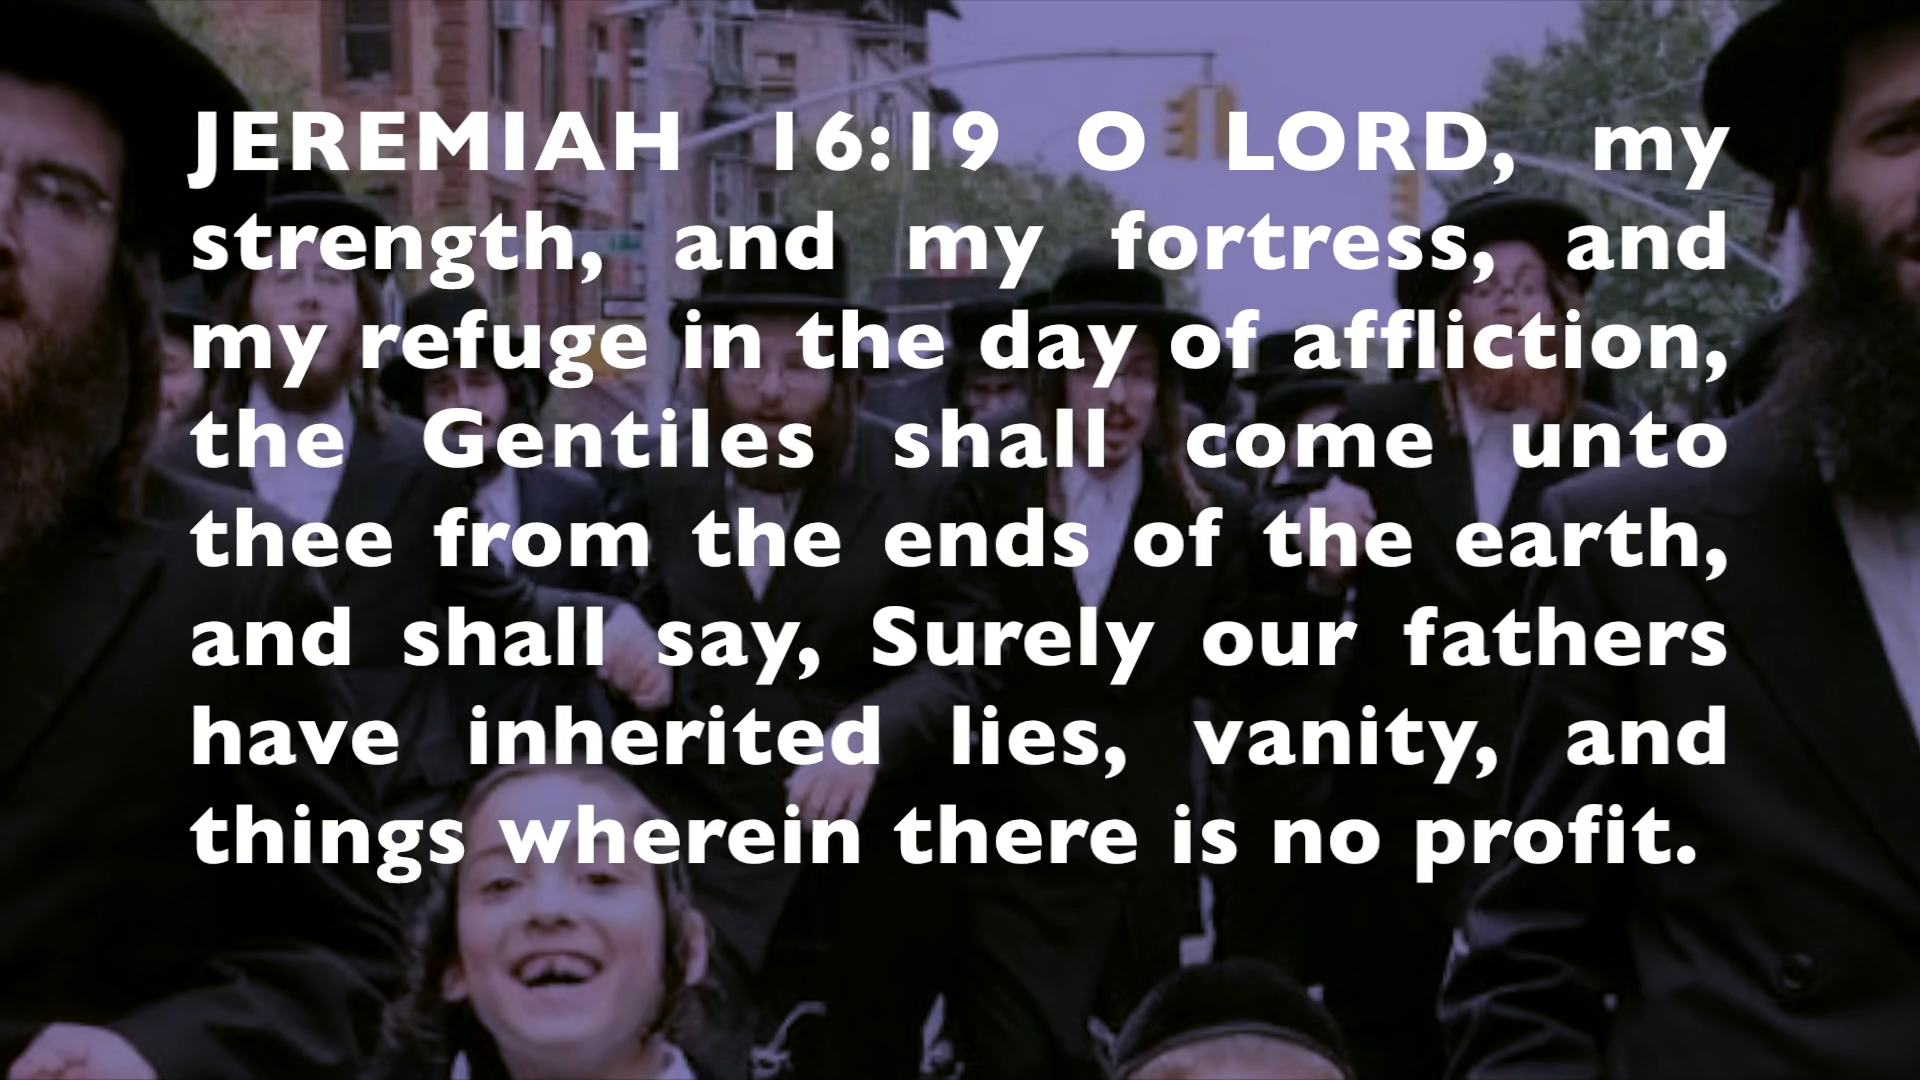 JEREMIAH 16:19 O LORD, my
strength, and my fortress, and
my refuge in the day of affliction,
the Gentiles shall come unto
thee from the ends of the earth,
and shall say, Surely our fathers
have inherited lies, vanity, and
things wherein there is no profit.